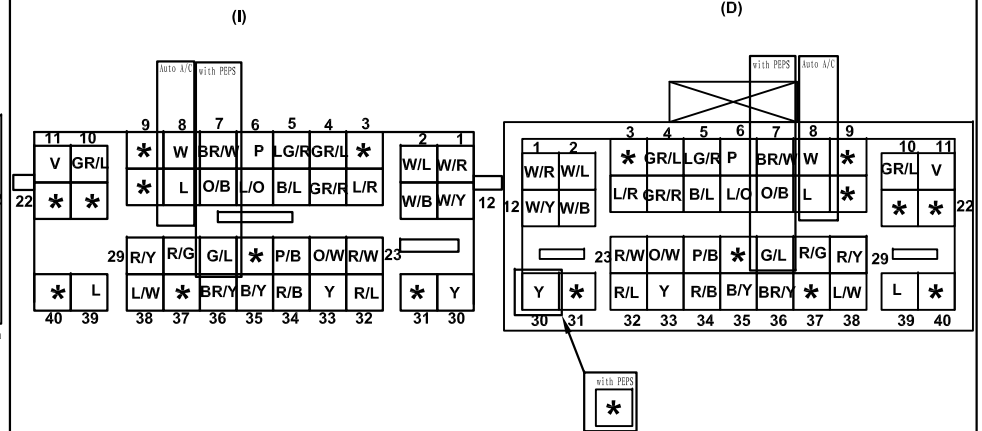 (I) (D)
Auto A/C with PEPS with PEPS Auto A/C
11 10 9 8 7 6 5 4 3 2 1
V GR/L * W BR/W P LG/R GR/L * W/L W/R
22 * * * L O/B L/O B/L GR/R L/R W/B W/Y 12
29 R/Y R/G G/L * P/B O/W R/W 23
* L L/W * BR/Y B/Y R/B Y R/L * Y
40 39 38 37 36 35 34 33 32 31 30
1 2 3 4 5 6 7 8 9 10 11
W/R W/L * GR/L LG/R P BR/W W * GR/L V
12 W/Y W/B L/R GR/R B/L L/O O/B L * * * 22
23 R/W O/W P/B * G/L R/G R/Y 29
Y * R/L Y R/B B/Y BR/Y * L/W L *
30 31 32 33 34 35 36 37 38 39 40
with PEPS
*